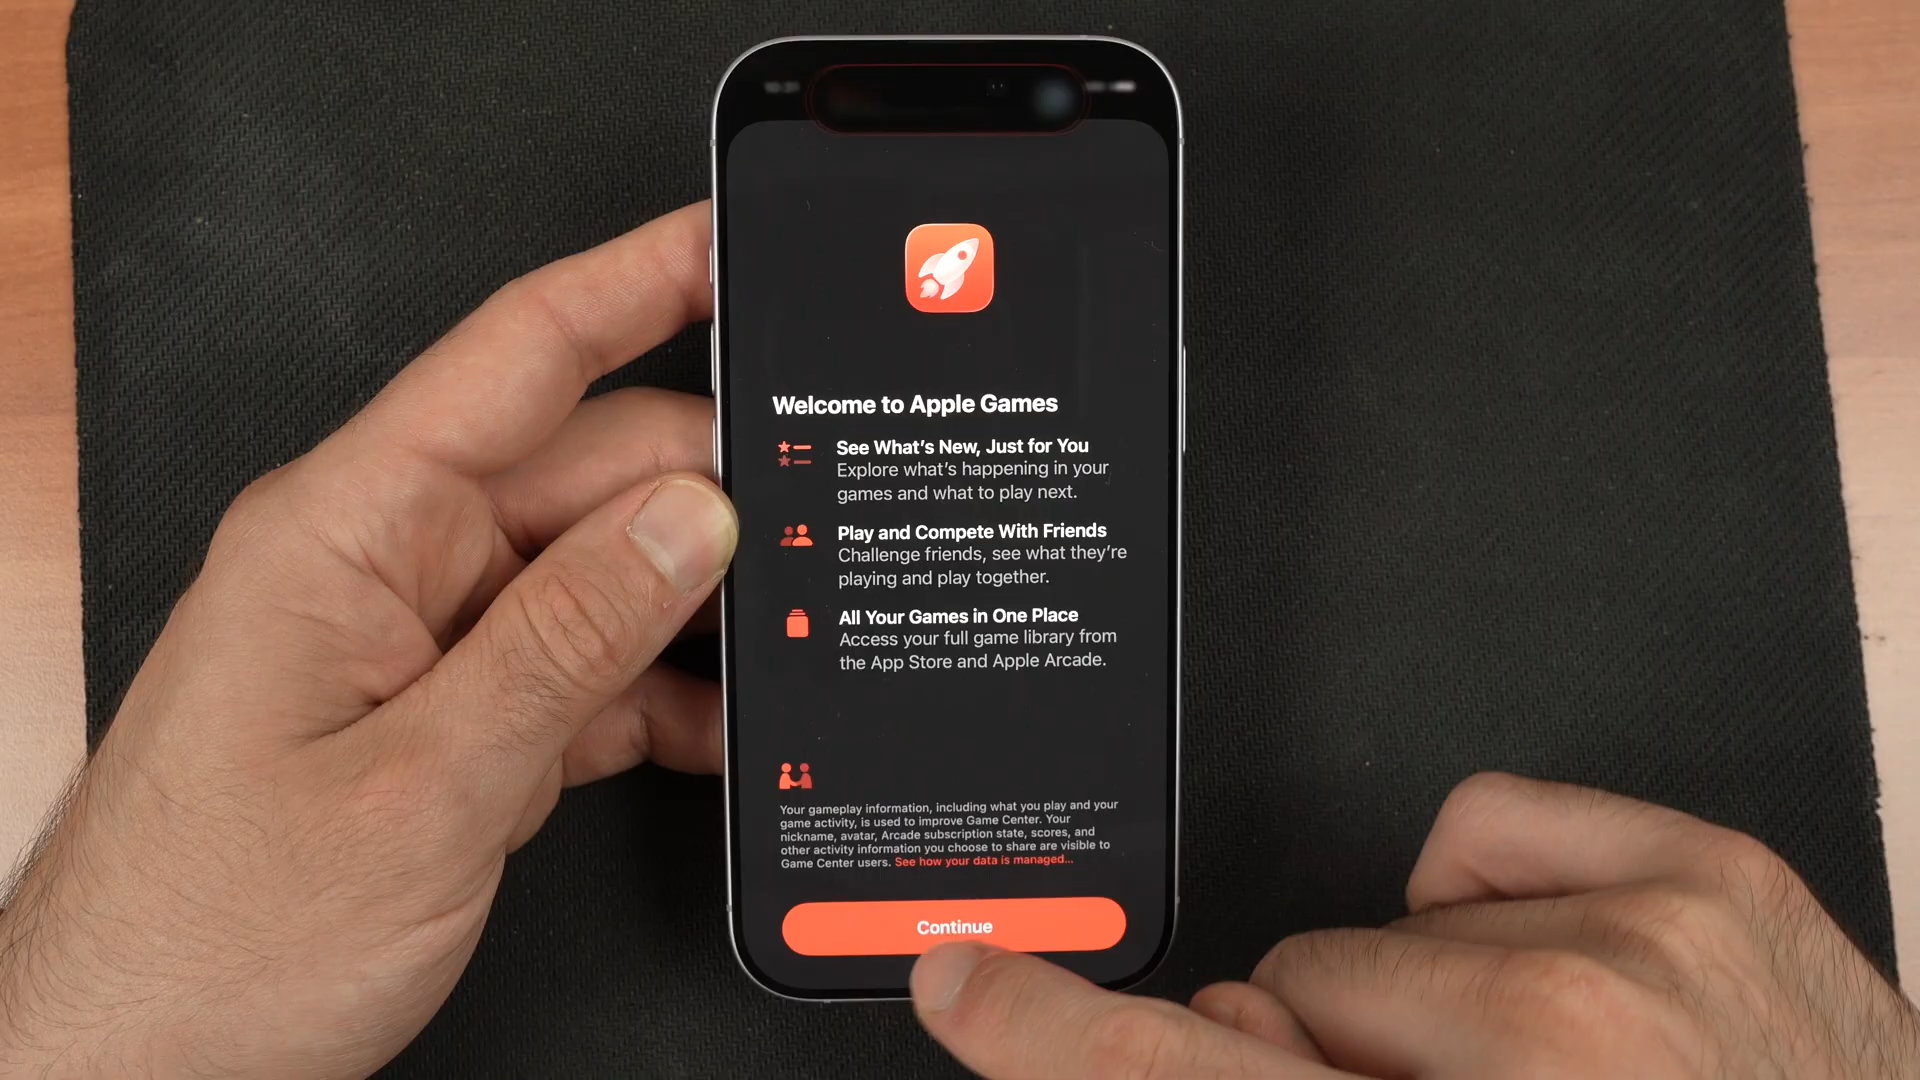 Welcome to Apple Games
See What's New, Just for You
Explore what's happening in your
games and what to play next.
Play and Compete With Friends
Challenge friends, see what they're
playing and play together.
All Your Games in One Place
Access your full game library from
the App Store and Apple Arcade.
Your gameplay information, including what you play and your
game activity, is used to improve Game Center. Your
nickname, avatar, Arcade subscription state, scores, and
other activity information you choose to share are visible to
Game Center users. See how your data is managed...
Continue